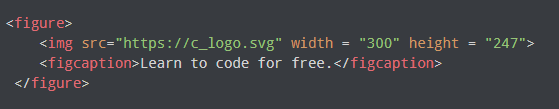 <figure>
<img src="https://c_logo.svg" width = "300" height = "247">
<figcaption>Learn to code for free.</figcaption>
</figure>